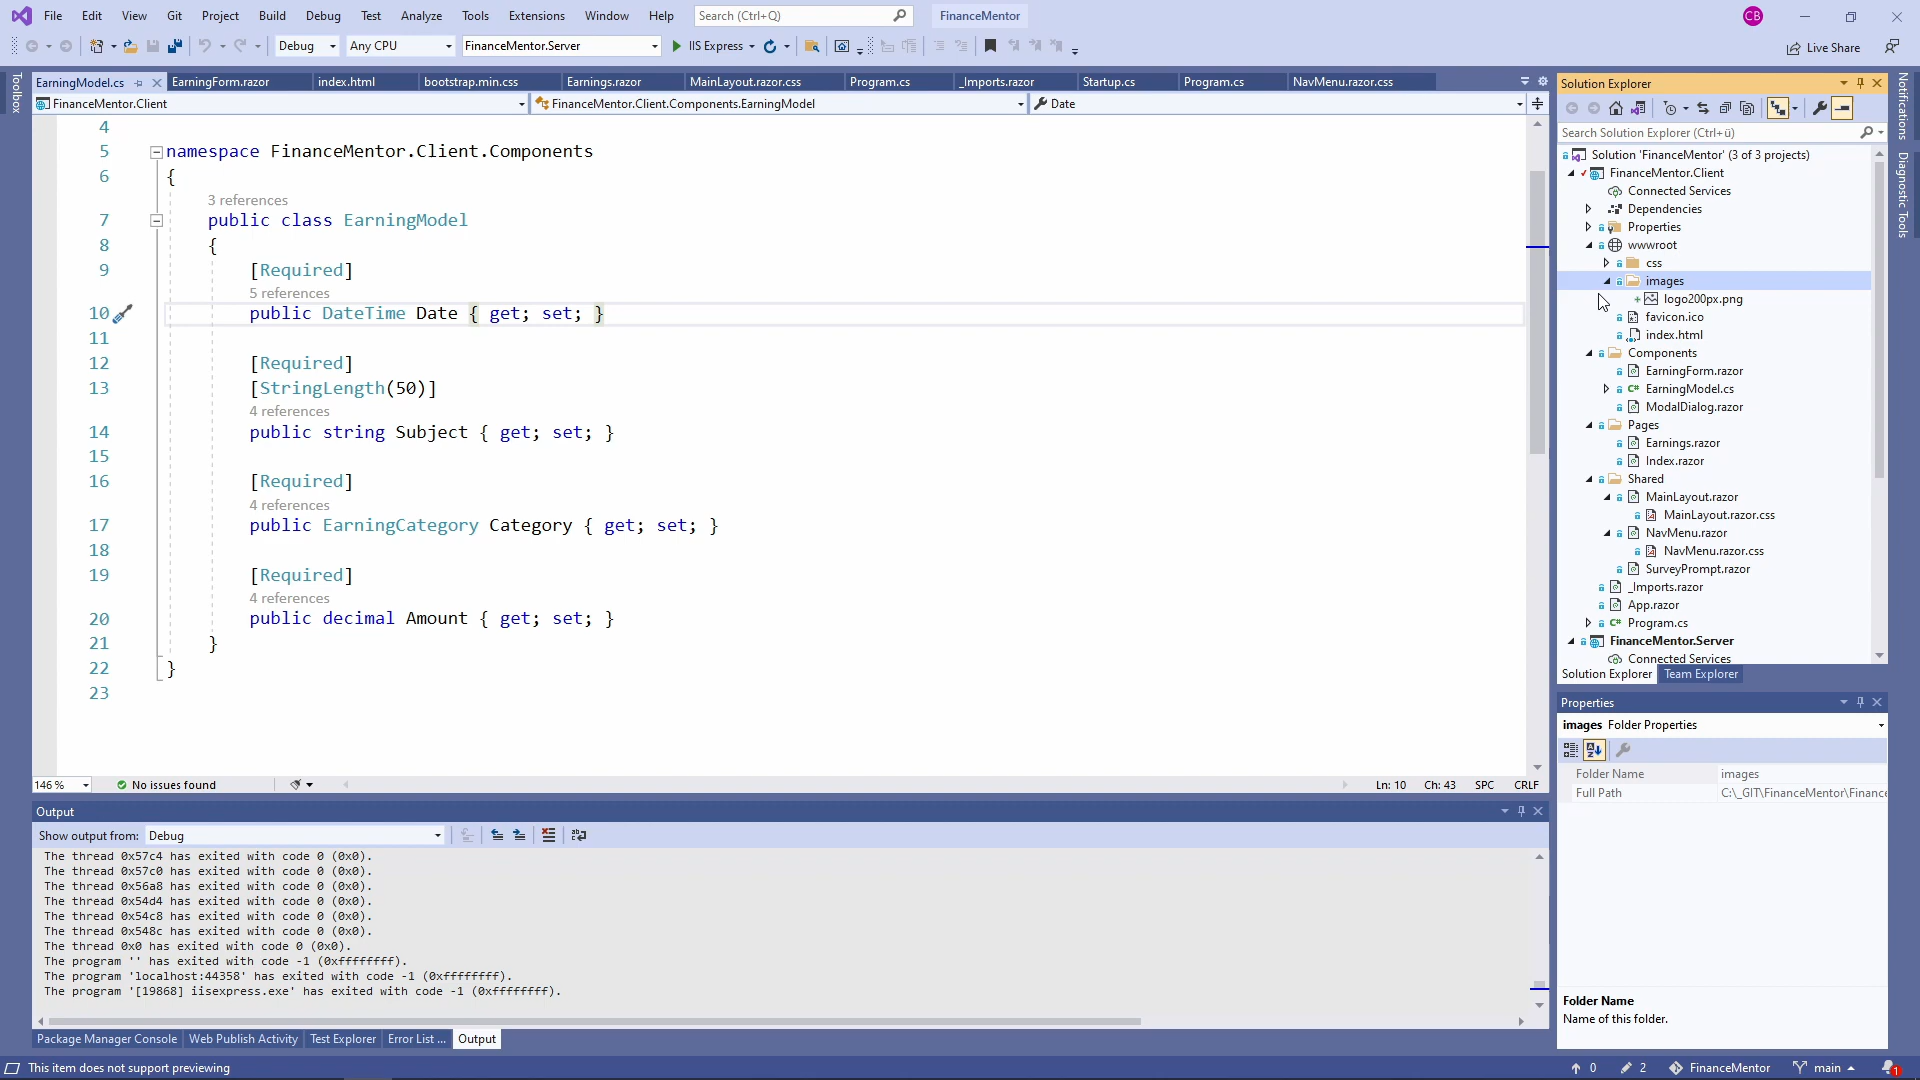 File Edit View Git Project Build Debug Test Analyze Tools Extensions Window Help Search (Ctrl+Q) FinanceMentor CB
Debug Any CPU FinanceMentor.Server IIS Express Live Share
Toolbox
EarningModel.cs EarningForm.razor index.html bootstrap.min.css Earnings.razor MainLayout.razor.css Program.cs _Imports.razor Startup.cs Program.cs NavMenu.razor.css
FinanceMentor.Client FinanceMentor.Client.Components.EarningModel Date
4
5 namespace FinanceMentor.Client.Components
6 {
3 references
7 public class EarningModel
8 {
9 [Required]
5 references
10 public DateTime Date { get; set; }
11
12 [Required]
13 [StringLength(50)]
4 references
14 public string Subject { get; set; }
15
16 [Required]
4 references
17 public EarningCategory Category { get; set; }
18
19 [Required]
4 references
20 public decimal Amount { get; set; }
21 }
22 }
23
146 % No issues found Ln: 10 Ch: 43 SPC CRLF
Output
Show output from: Debug
The thread 0x57c4 has exited with code 0 (0x0).
The thread 0x57c0 has exited with code 0 (0x0).
The thread 0x56a8 has exited with code 0 (0x0).
The thread 0x54d4 has exited with code 0 (0x0).
The thread 0x54c8 has exited with code 0 (0x0).
The thread 0x548c has exited with code 0 (0x0).
The thread 0x0 has exited with code 0 (0x0).
The program '' has exited with code -1 (0xffffffff).
The program 'localhost:44358' has exited with code -1 (0xffffffff).
The program '[19868] iisexpress.exe' has exited with code -1 (0xffffffff).
Package Manager Console Web Publish Activity Test Explorer Error List ... Output
Solution Explorer
Search Solution Explorer (Ctrl+ü)
Solution 'FinanceMentor' (3 of 3 projects)
FinanceMentor.Client
Connected Services
Dependencies
Properties
wwwroot
css
images
logo200px.png
favicon.ico
index.html
Components
EarningForm.razor
EarningModel.cs
ModalDialog.razor
Pages
Earnings.razor
Index.razor
Shared
MainLayout.razor
MainLayout.razor.css
NavMenu.razor
NavMenu.razor.css
SurveyPrompt.razor
_Imports.razor
App.razor
Program.cs
FinanceMentor.Server
Connected Services
Solution Explorer Team Explorer
Properties
images Folder Properties
Folder Name images
Full Path C:\_GIT\FinanceMentor\Finance
Folder Name
Name of this folder.
Notifications
Diagnostic Tools
This item does not support previewing 0 2 FinanceMentor main 1